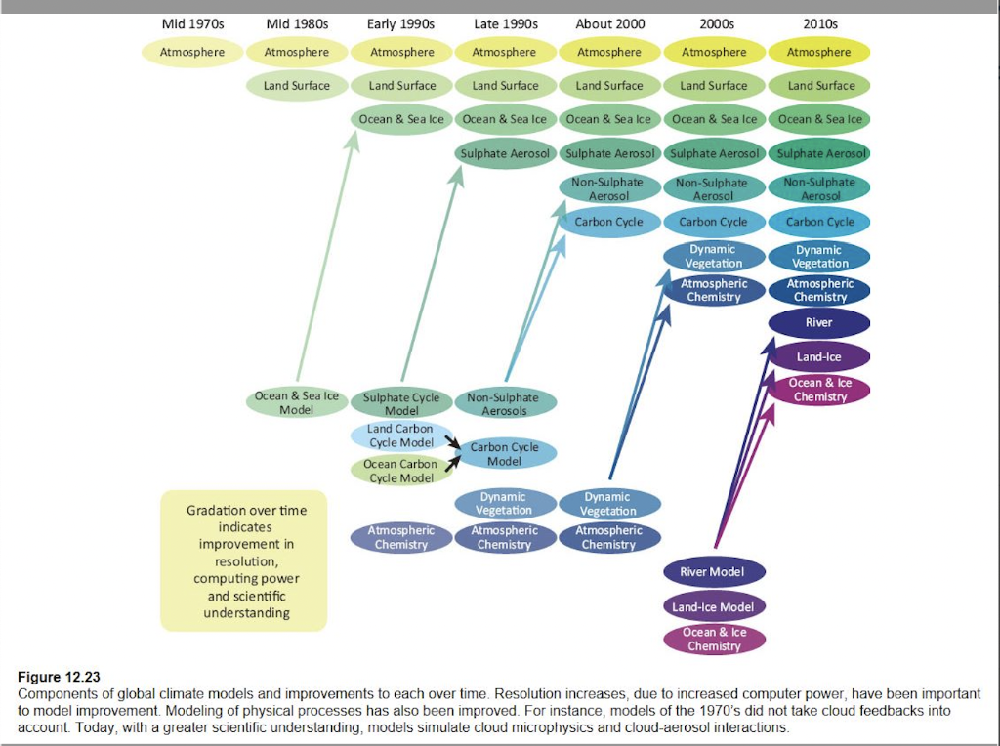 Mid 1970s Mid 1980s Early 1990s Late 1990s About 2000 2000s 2010s
Atmosphere Atmosphere Atmosphere Atmosphere Atmosphere Atmosphere Atmosphere
Land Surface Land Surface Land Surface Land Surface Land Surface Land Surface
Ocean & Sea Ice Ocean & Sea Ice Ocean & Sea Ice Ocean & Sea Ice Ocean & Sea Ice
Sulphate Aerosol Sulphate Aerosol Sulphate Aerosol Sulphate Aerosol
Non-Sulphate Non-Sulphate Non-Sulphate
Aerosol Aerosol Aerosol
Carbon Cycle Carbon Cycle Carbon Cycle
Dynamic Dynamic
Vegetation Vegetation
Atmospheric Atmospheric
Chemistry Chemistry
River
Land-Ice
Ocean & Ice
Chemistry
Ocean & Sea Ice Sulphate Cycle Non-Sulphate
Model Model Aerosols
Land Carbon
Cycle Model
Carbon Cycle
Model
Ocean Carbon
Cycle Model
Dynamic Dynamic
Vegetation Vegetation
Atmospheric Atmospheric Atmospheric
Chemistry Chemistry Chemistry
River Model
Land-Ice Model
Ocean & Ice
Chemistry
Gradation over time
indicates
improvement in
resolution,
computing power
and scientific
understanding
Figure 12.23
Components of global climate models and improvements to each over time. Resolution increases, due to increased computer power, have been important
to model improvement. Modeling of physical processes has also been improved. For instance, models of the 1970's did not take cloud feedbacks into
account. Today, with a greater scientific understanding, models simulate cloud microphysics and cloud-aerosol interactions.